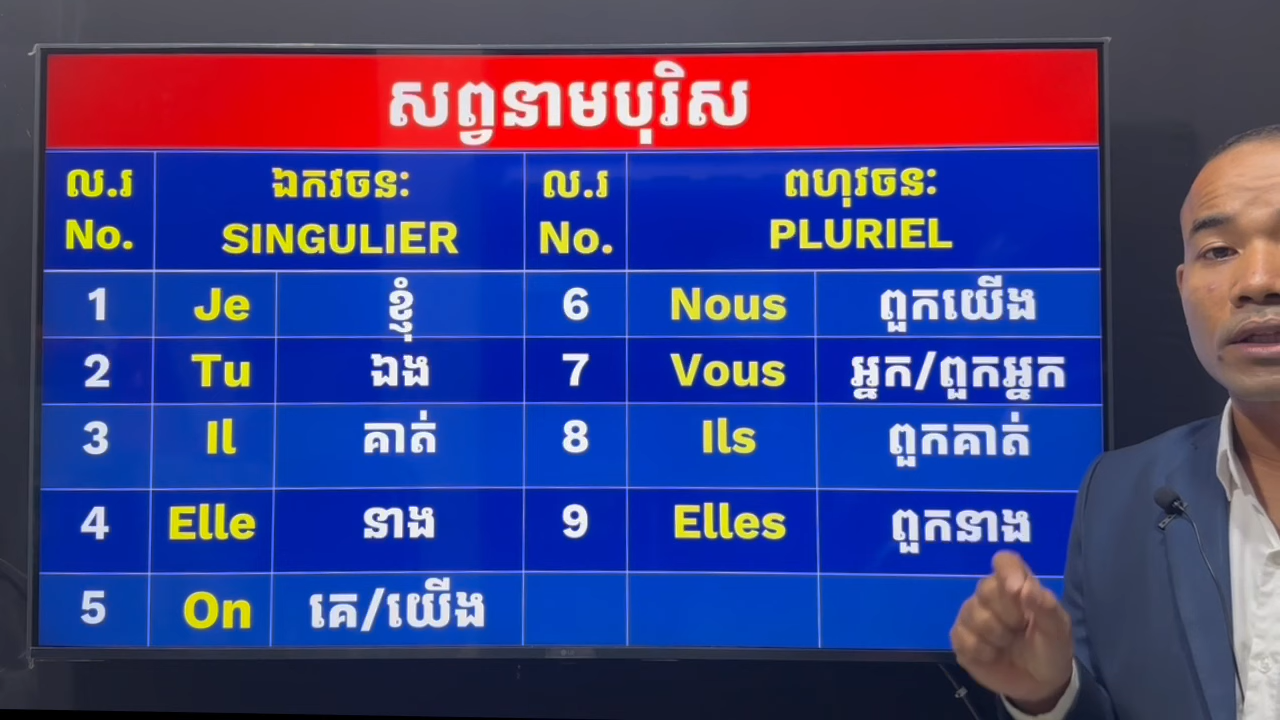 សព្វនាមបុរិស
ល.រ ឯកវចនៈ ល.រ ពហុវចនៈ
No. SINGULIER No. PLURIEL
1 Je ខ្ញុំ 6 Nous ពួកយើង
2 Tu ឯង 7 Vous អ្នក/ពួកអ្នក
3 Il គាត់ 8 Ils ពួកគាត់
4 Elle នាង 9 Elles ពួកនាង
5 On គេ/យើង
LG